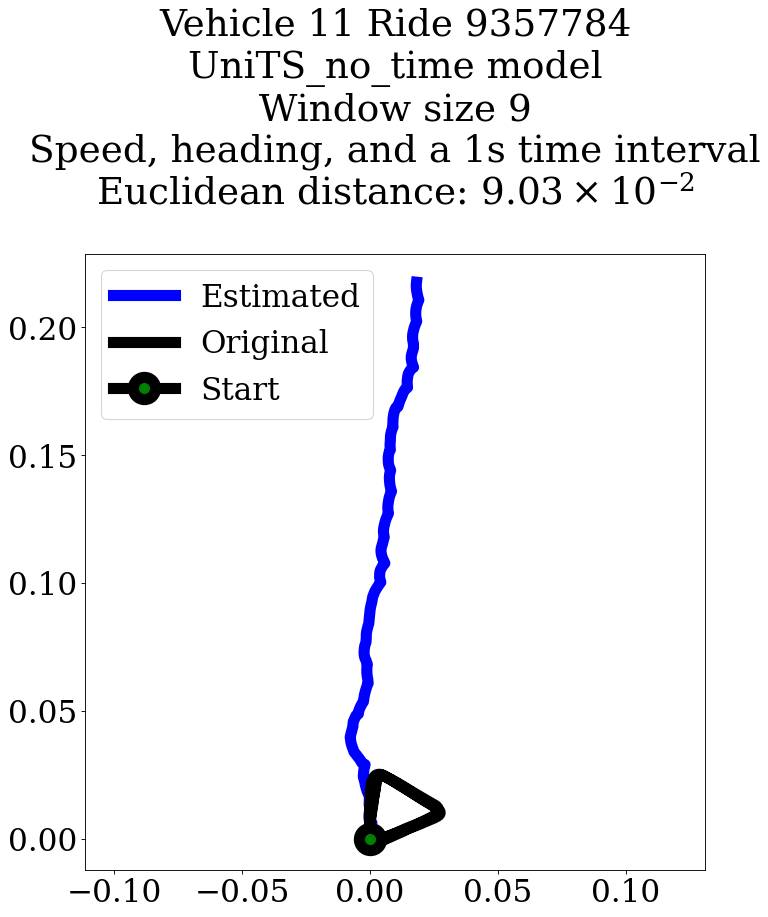 Vehicle 11 Ride 9357784
UniTS_no_time model
Window size 9
Speed, heading, and a 1s time interval
Euclidean distance: 9.03 × 10⁻²
Estimated
Original
Start
0.20
0.15
0.10
0.05
0.00
−0.10 −0.05 0.00 0.05 0.10